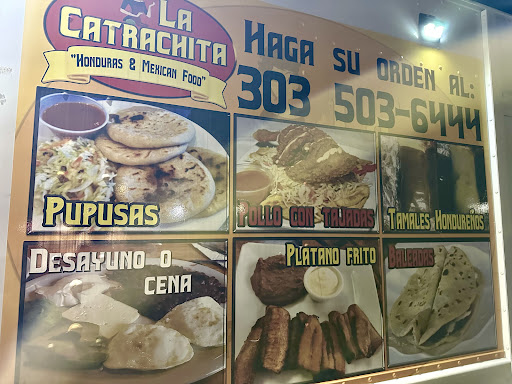 La
Catrachita
"Honduras & Mexican Food"
Haga su orden al:
303 503-6444
Pupusas
Pollo con Tajadas
Tamales Hondureños
Desayuno o
cena
Plátano frito
Baleadas